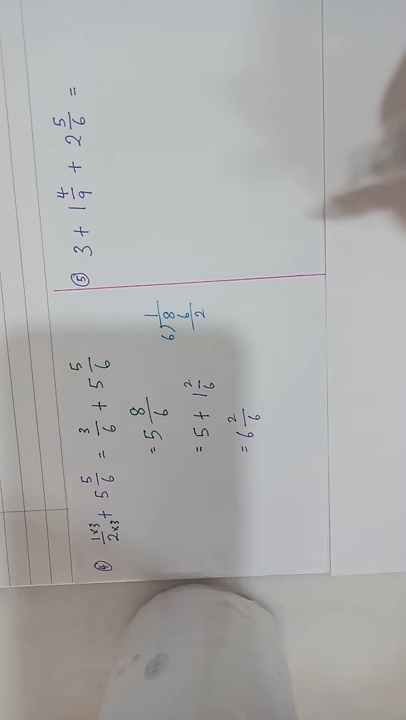 ④ 1×3/2×3 + 5 5/6 = 3/6 + 5 5/6
= 5 8/6
= 5 + 1 2/6
= 6 2/6
1
6)8
6
2
⑤ 3 + 1 4/9 + 2 5/6 =